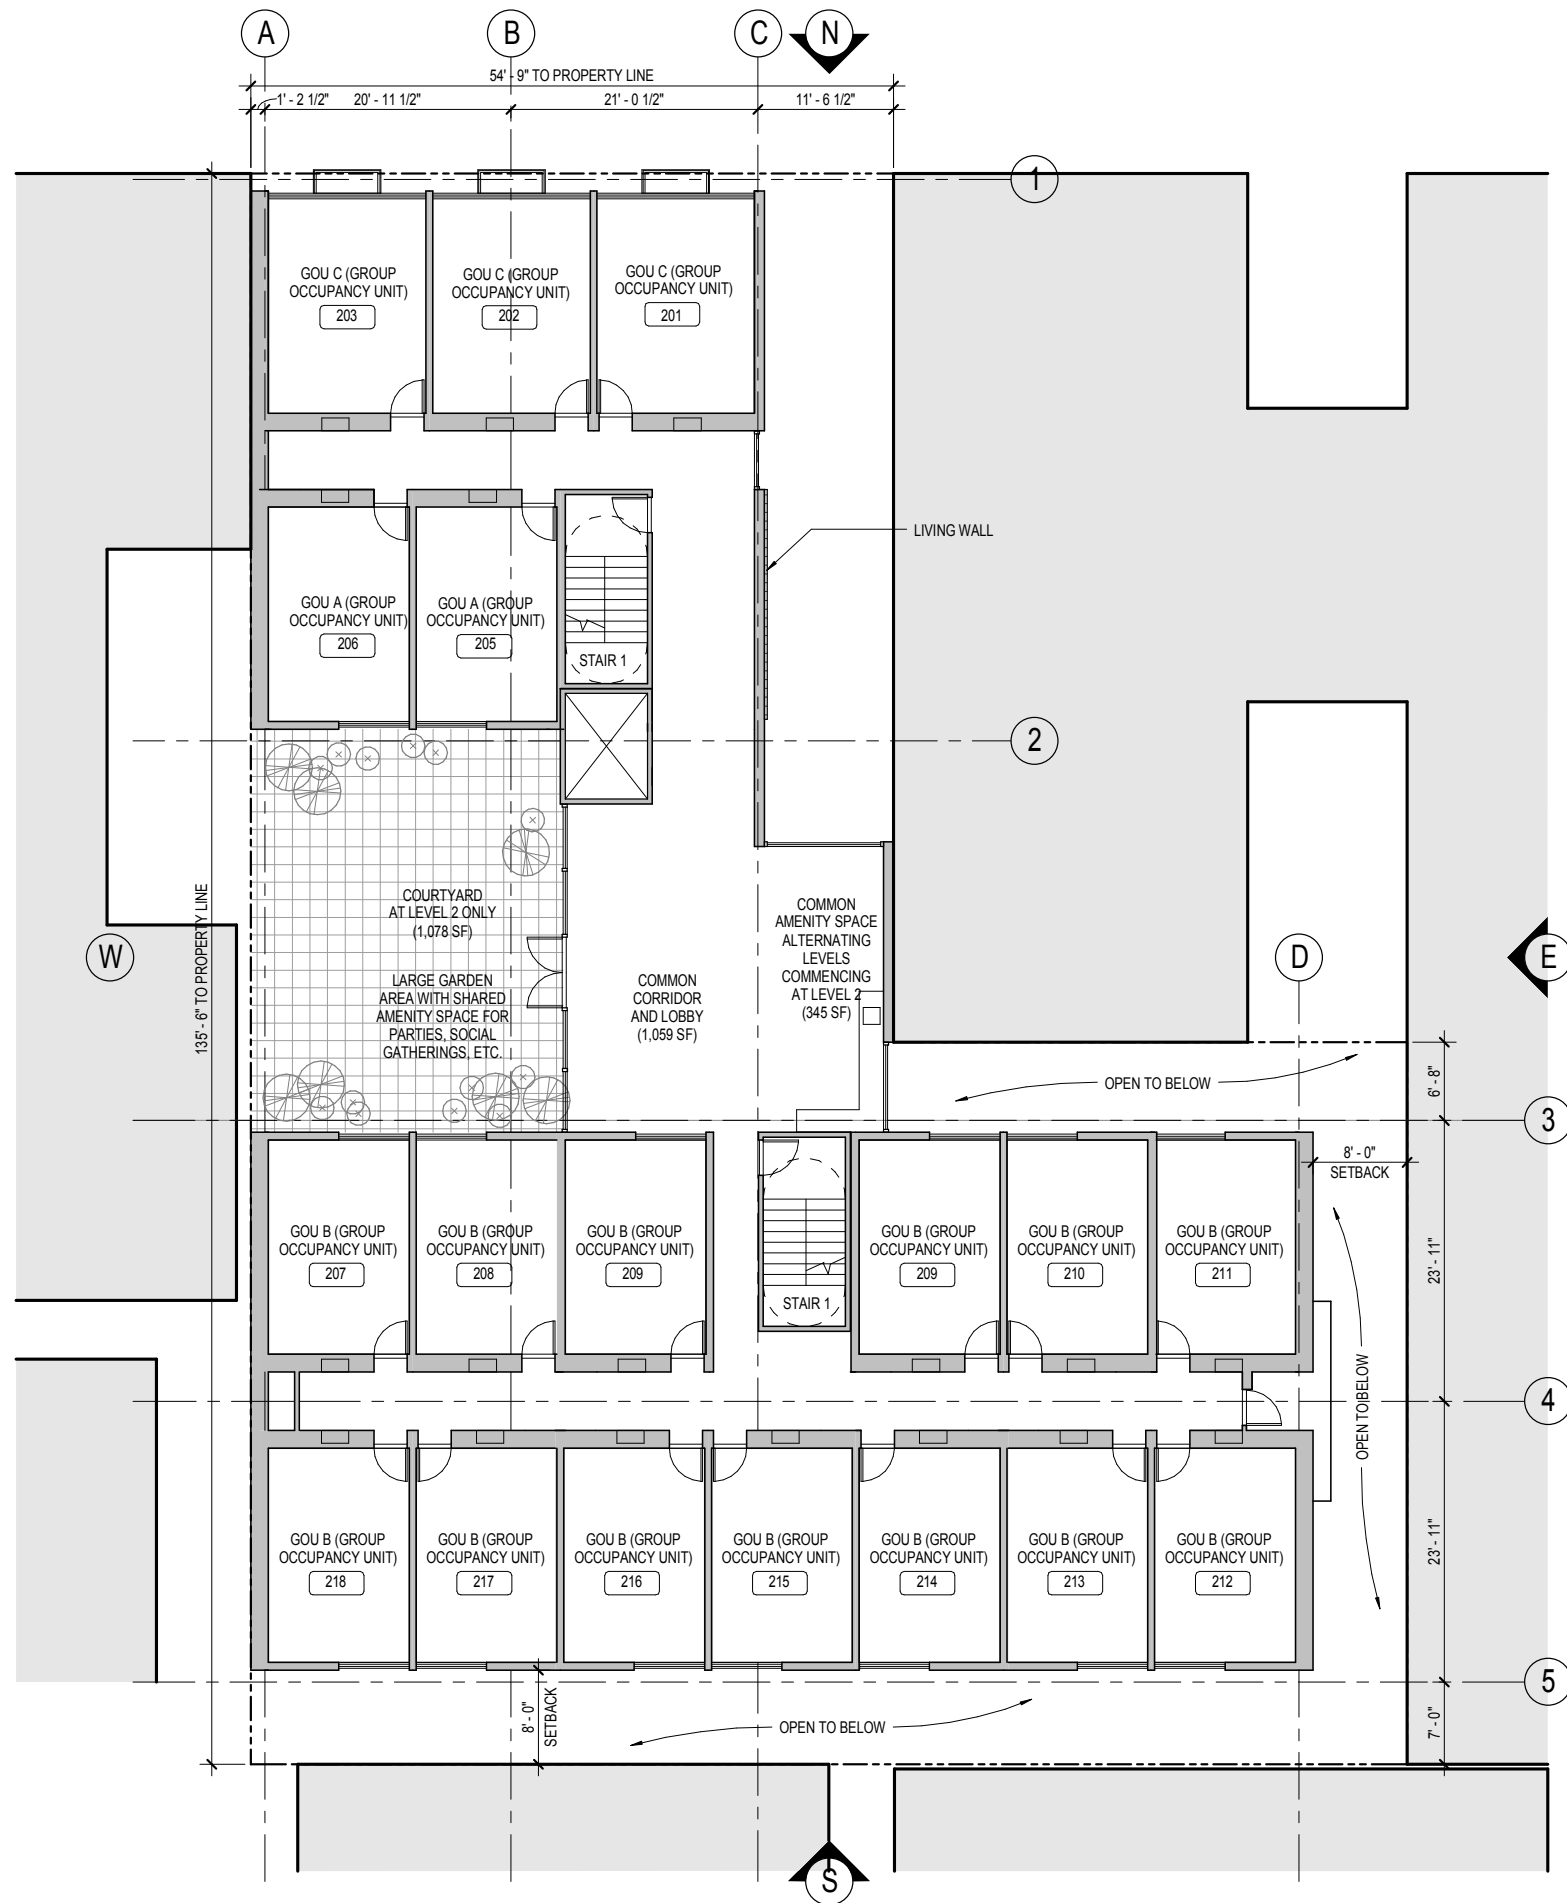 A
B
C
N
54' - 9" TO PROPERTY LINE
1' - 2 1/2"
20' - 11 1/2"
21' - 0 1/2"
11' - 6 1/2"
1
GOU C (GROUP
OCCUPANCY UNIT)
203
GOU C (GROUP
OCCUPANCY UNIT)
202
GOU C (GROUP
OCCUPANCY UNIT)
201
LIVING WALL
GOU A (GROUP
OCCUPANCY UNIT)
206
GOU A (GROUP
OCCUPANCY UNIT)
205
STAIR 1
2
135' - 6" TO PROPERTY LINE
COURTYARD
AT LEVEL 2 ONLY
(1,078 SF)
LARGE GARDEN
AREA WITH SHARED
AMENITY SPACE FOR
PARTIES, SOCIAL
GATHERINGS, ETC.
COMMON
CORRIDOR
AND LOBBY
(1,059 SF)
COMMON
AMENITY SPACE
ALTERNATING
LEVELS
COMMENCING
AT LEVEL 2
(345 SF)
W
D
E
OPEN TO BELOW
6' - 8"
3
8' - 0"
SETBACK
GOU B (GROUP
OCCUPANCY UNIT)
207
GOU B (GROUP
OCCUPANCY UNIT)
208
GOU B (GROUP
OCCUPANCY UNIT)
209
STAIR 1
GOU B (GROUP
OCCUPANCY UNIT)
209
GOU B (GROUP
OCCUPANCY UNIT)
210
GOU B (GROUP
OCCUPANCY UNIT)
211
23' - 11"
OPEN TO BELOW
4
GOU B (GROUP
OCCUPANCY UNIT)
218
GOU B (GROUP
OCCUPANCY UNIT)
217
GOU B (GROUP
OCCUPANCY UNIT)
216
GOU B (GROUP
OCCUPANCY UNIT)
215
GOU B (GROUP
OCCUPANCY UNIT)
214
GOU B (GROUP
OCCUPANCY UNIT)
213
GOU B (GROUP
OCCUPANCY UNIT)
212
23' - 11"
5
8' - 0"
SETBACK
OPEN TO BELOW
7' - 0"
S